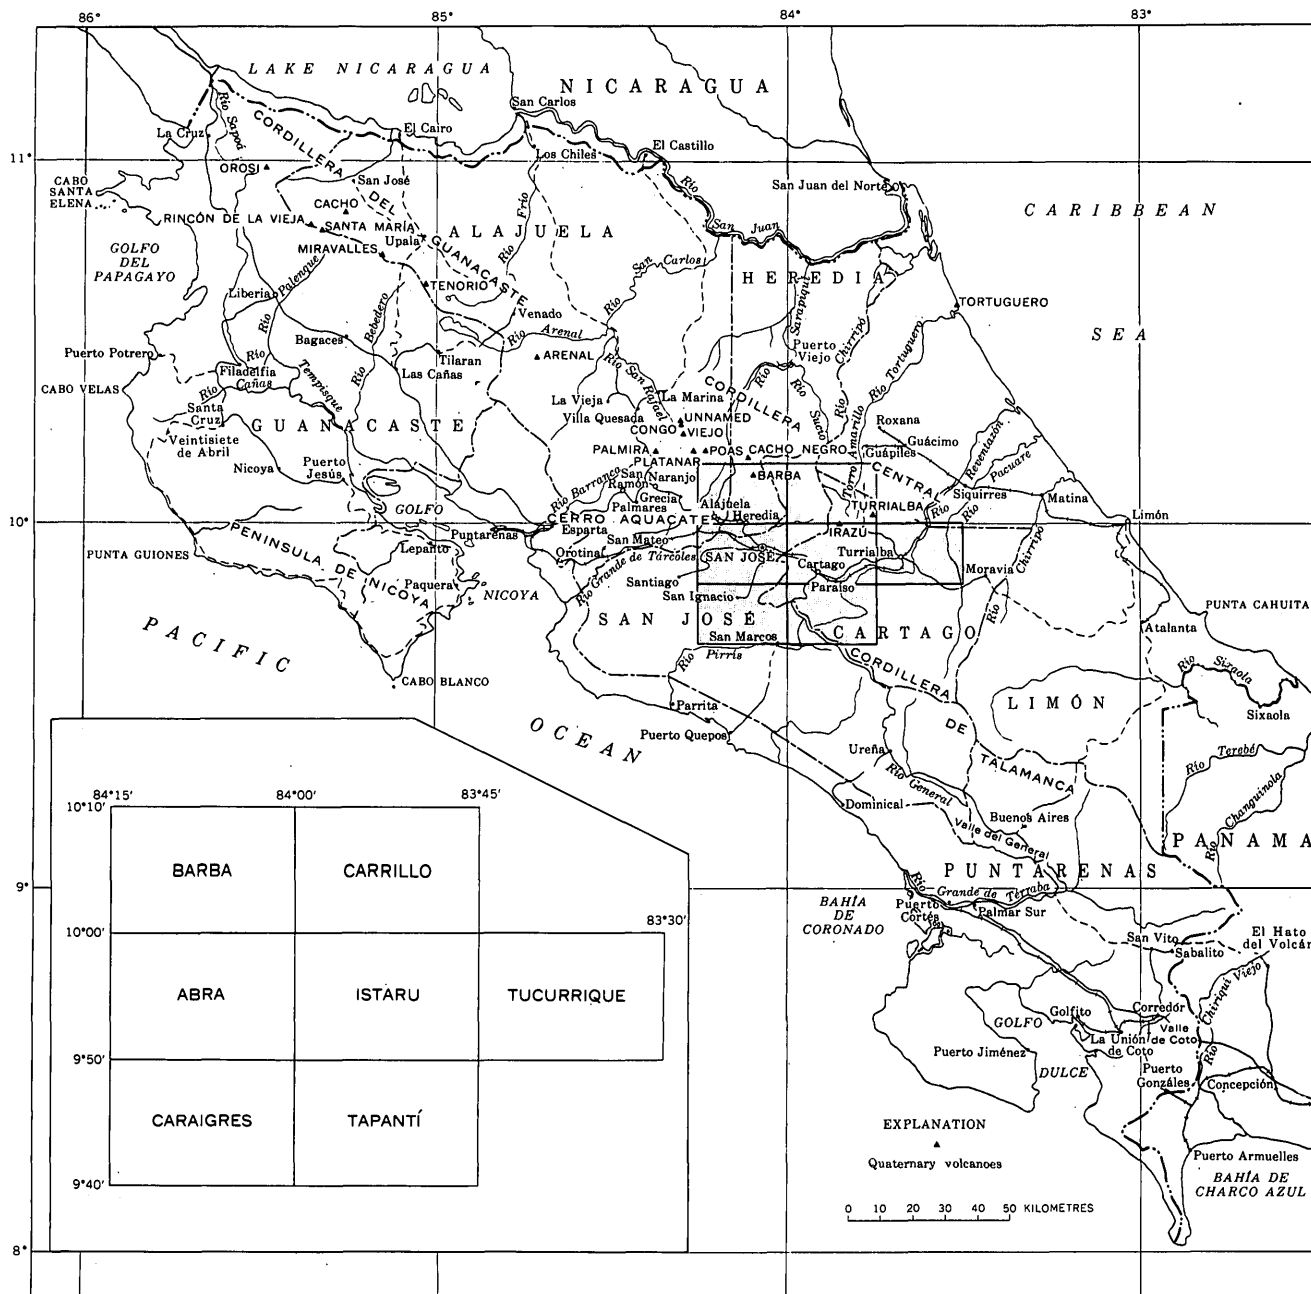 86°
85°
84°
83°
LAKE NICARAGUA
NICARAGUA
San Carlos
El Cairo
La Cruz
Río Sapoá
CORDILLERA
Los Chiles
El Castillo
11°
OROSI
San José
Río
San Juan del Norte
CABO
SANTA
ELENA
CACHO
DEL
Río Frío
CARIBBEAN
RINCÓN DE LA VIEJA
SANTA MARÍA
ALAJUELA
San Juan
Upala
GUANACASTE
MIRAVALLES
GOLFO
DEL
PAPAGAYO
Río San Carlos
HEREDIA
TENORIO
Liberia
Río Palenque
Venado
Río Sarapiquí
TORTUGUERO
Río Bebedero
Río Arenal
Río Chirripó
SEA
Bagaces
Puerto
Viejo
Río Tortuguero
Puerto Potrero
Tilaran
ARENAL
Las Cañas
Filadelfia
Río
Tempisque
Río
Cañas
CABO VELAS
San Rafael
CORDILLERA
Río
La Vieja
La Marina
Río Sucio
Santa
Cruz
Villa Quesada
UNNAMED
Roxana
GUANACASTE
CONGO
VIEJO
Veintisiete
de Abril
Guácimo
PALMIRA
POAS
CACHO NEGRO
Guápiles
Reventazón
Nicoya
Puerto
Jesús
PLATANAR
CENTRAL
Pacuare
San
Ramón
Naranjo
BARBA
Torro Amarillo
Siquirres
Río Barranco
Grecia
Matina
Palmares
Alajuela
TURRIALBA
GOLFO
10°
CERRO AQUACATE
Heredia
Río
Río
Limón
Puntarenas
Esparta
IRAZÚ
San Mateo
PENINSULA DE NICOYA
Lepanto
Orotina
SAN JOSÉ
Turrialba
PUNTA GUIONES
Río Grande de Tárcoles
Cartago
Río Chirripó
Santiago
Moravia
Paquera
Paraiso
NICOYA
San Ignacio
PUNTA CAHUITA
SAN JOSÉ
CARTAGO
Atalanta
San Marcos
PACIFIC
Río Pirrís
CORDILLERA
Río Sixaola
CABO BLANCO
LIMÓN
Parrita
Sixaola
DE
OCEAN
Puerto Quepos
Ureña
Río Terebé
TALAMANCA
Río General
Río Changuinola
Dominical
Buenos Aires
Valle del General
PANAMA
84°15'
84°00'
83°45'
10°10'
BARBA
CARRILLO
PUNTARENAS
9°
Río
Grande de Térraba
BAHÍA
DE
CORONADO
Puerto
Cortés
Palmar Sur
83°30'
10°00'
San Vito
Sabalito
El Hato
del Volcán
Río Chiriquí Viejo
ABRA
ISTARU
TUCURRIQUE
GOLFO
Golfito
Corredór
Valle
de Coto
La Unión
de Coto
9°50'
Puerto Jiménez
DULCE
Puerto
Gonzáles
Concepción
CARAIGRES
TAPANTÍ
EXPLANATION
Puerto Armuelles
Quaternary volcanoes
9°40'
BAHÍA DE
CHARCO AZUL
0 10 20 30 40 50 KILOMETRES
8°